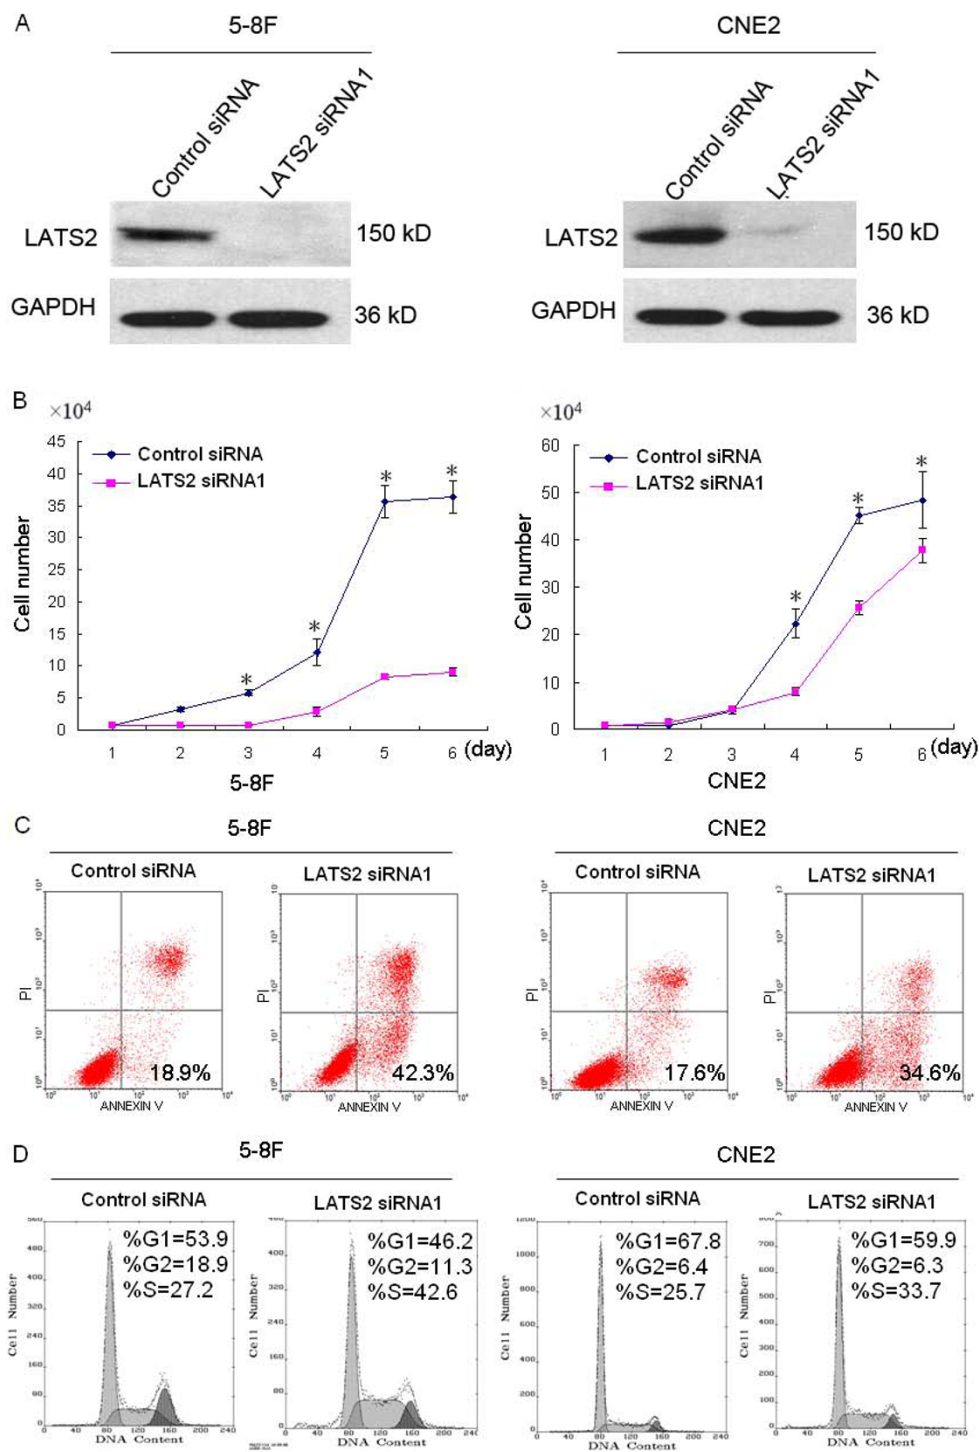 A
5-8F
CNE2
Control siRNA
LATS2 siRNA1
Control siRNA
LATS2 siRNA1
LATS2
150 kD
LATS2
150 kD
GAPDH
36 kD
GAPDH
36 kD
B
×10⁴
×10⁴
Control siRNA
LATS2 siRNA1
Control siRNA
LATS2 siRNA1
Cell number
45
40
35
30
25
20
15
10
5
0
* * * *
1 2 3 4 5 6 (day)
5-8F
Cell number
60
50
40
30
20
10
0
* * *
1 2 3 4 5 6 (day)
CNE2
C
5-8F
CNE2
Control siRNA
LATS2 siRNA1
Control siRNA
LATS2 siRNA1
PI
PI
PI
PI
18.9%
42.3%
17.6%
34.6%
ANNEXIN V
ANNEXIN V
ANNEXIN V
ANNEXIN V
D
5-8F
CNE2
Control siRNA
LATS2 siRNA1
Control siRNA
LATS2 siRNA1
%G1=53.9
%G2=18.9
%S=27.2
%G1=46.2
%G2=11.3
%S=42.6
%G1=67.8
%G2=6.4
%S=25.7
%G1=59.9
%G2=6.3
%S=33.7
Cell Number
Cell Number
Cell Number
Cell Number
DNA Content
DNA Content
DNA Content
DNA Content